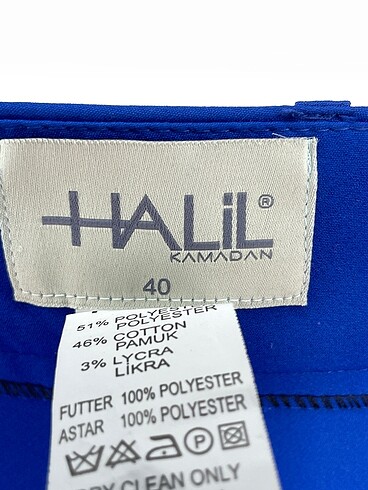 HALiL®
KAMADAN
40
51% POLYESTER
POLYESTER
46% COTTON
PAMUK
3% LYCRA
LİKRA
FUTTER 100% POLYESTER
ASTAR 100% POLYESTER
P
DRY CLEAN ONLY